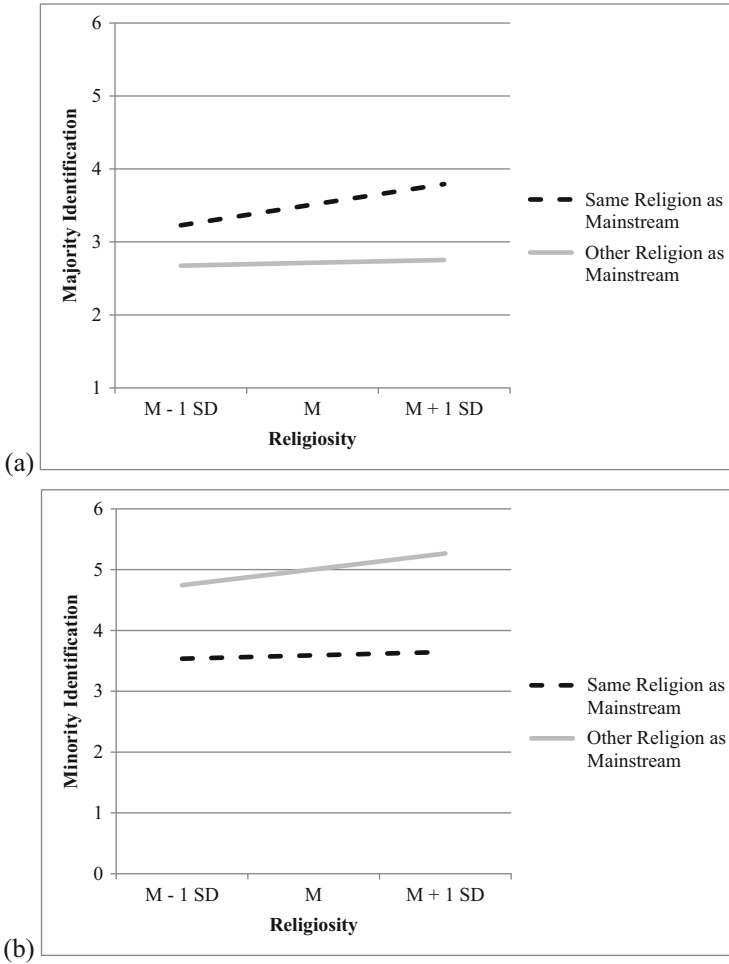 6
5
4
3
2
1
Majority Identification
M - 1 SD M M + 1 SD
Religiosity
Same Religion as
Mainstream
Other Religion as
Mainstream
(a)
6
5
4
3
2
1
0
Minority Identification
M - 1 SD M M + 1 SD
Religiosity
Same Religion as
Mainstream
Other Religion as
Mainstream
(b)